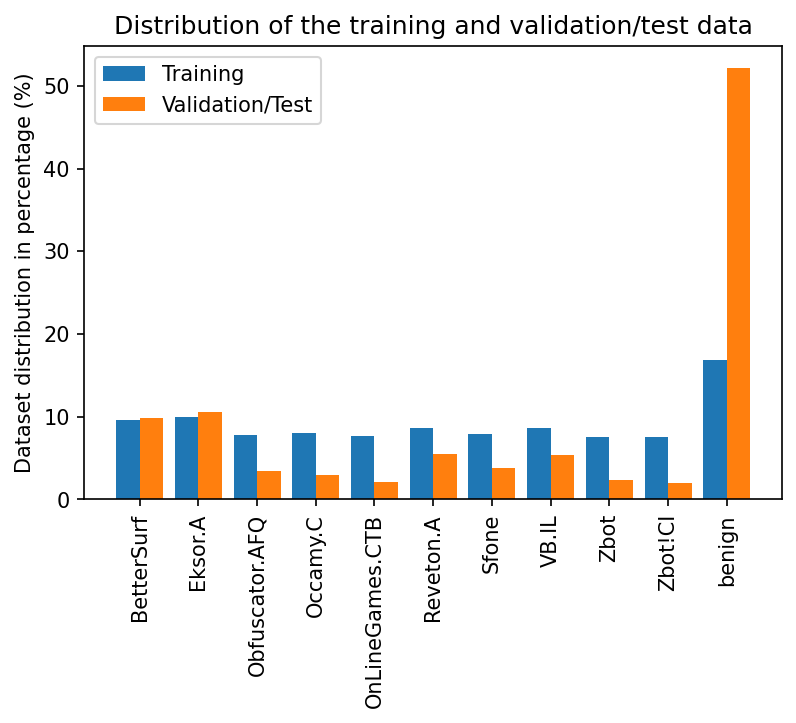 Distribution of the training and validation/test data
Training
Validation/Test
Dataset distribution in percentage (%)
50
40
30
20
10
0
BetterSurf
Eksor.A
Obfuscator.AFQ
Occamy.C
OnLineGames.CTB
Reveton.A
Sfone
VB.IL
Zbot
Zbot!CI
benign